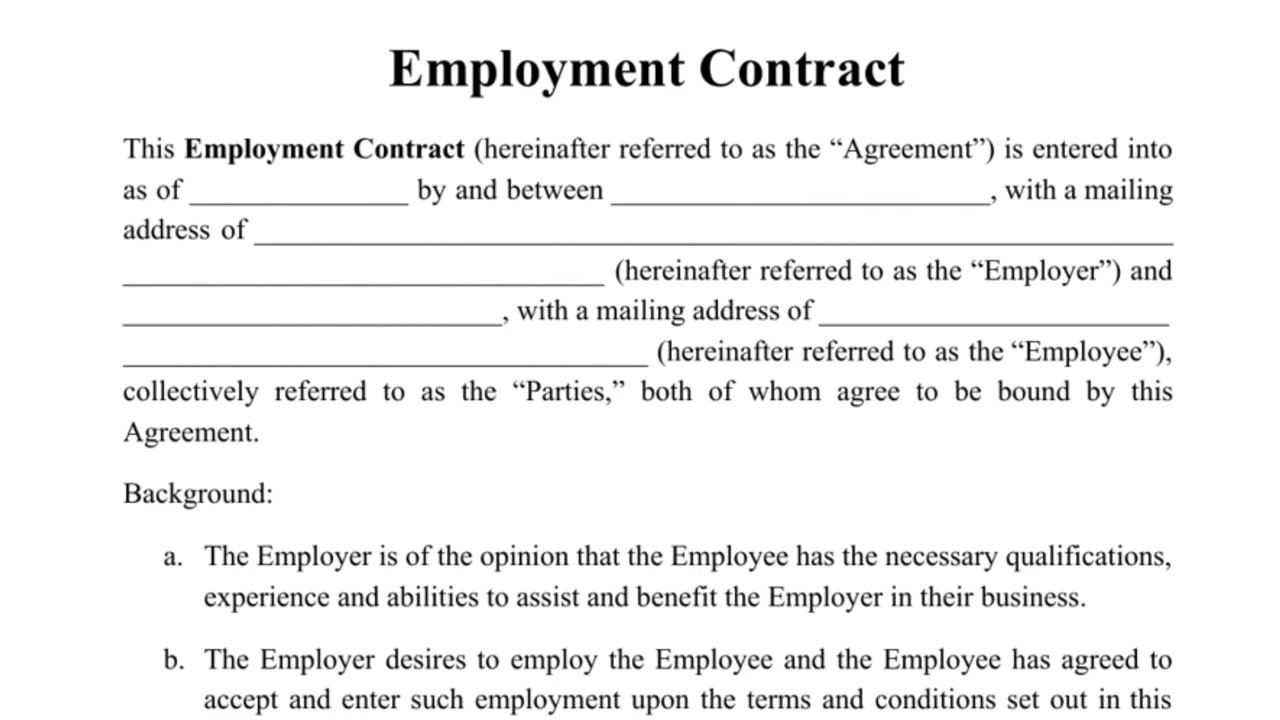 Employment Contract
This Employment Contract (hereinafter referred to as the “Agreement”) is entered into
as of _______________ by and between __________________________, with a mailing
address of _______________________________________________________________
_________________________________ (hereinafter referred to as the “Employer”) and
__________________________, with a mailing address of ________________________
____________________________________ (hereinafter referred to as the “Employee”),
collectively referred to as the “Parties,” both of whom agree to be bound by this
Agreement.
Background:
a. The Employer is of the opinion that the Employee has the necessary qualifications,
experience and abilities to assist and benefit the Employer in their business.
b. The Employer desires to employ the Employee and the Employee has agreed to
accept and enter such employment upon the terms and conditions set out in this